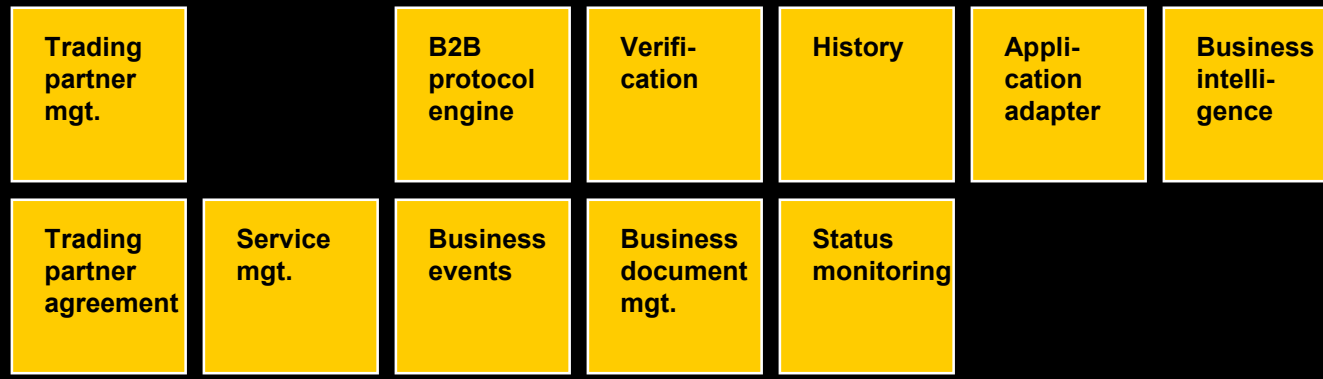 Trading
partner
mgt.
B2B
protocol
engine
Verifi-
cation
History
Appli-
cation
adapter
Business
intelli-
gence
Trading
partner
agreement
Service
mgt.
Business
events
Business
document
mgt.
Status
monitoring